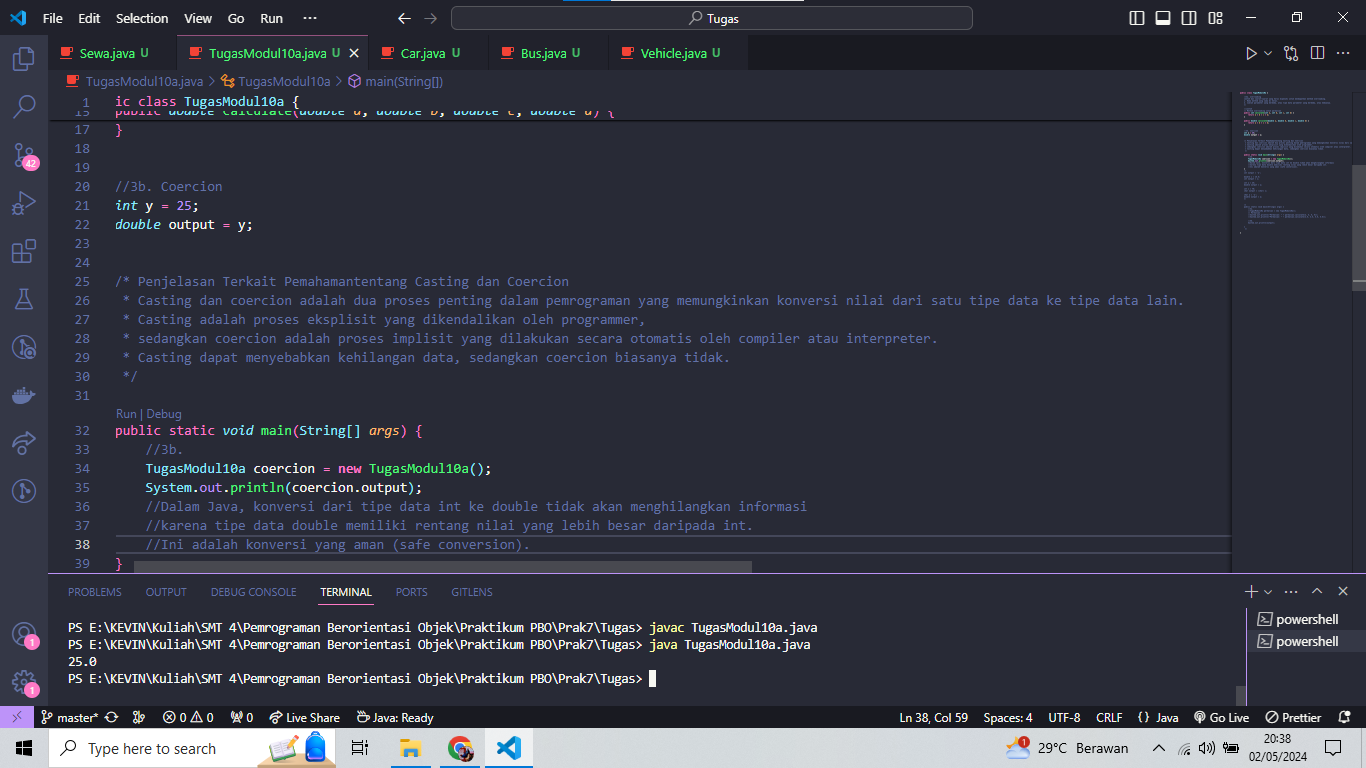 File Edit Selection View Go Run ··· Tugas
Sewa.java U TugasModul10a.java U Car.java U Bus.java U Vehicle.java U
TugasModul10a.java > TugasModul10a > main(String[])
1 ic class TugasModul10a {
15 public double calculate(double a, double b, double c, double d) {
17 }
18
19
20 //3b. Coercion
21 int y = 25;
22 double output = y;
23
24
25 /* Penjelasan Terkait Pemahamantentang Casting dan Coercion
26 * Casting dan coercion adalah dua proses penting dalam pemrograman yang memungkinkan konversi nilai dari satu tipe data ke tipe data lain.
27 * Casting adalah proses eksplisit yang dikendalikan oleh programmer,
28 * sedangkan coercion adalah proses implisit yang dilakukan secara otomatis oleh compiler atau interpreter.
29 * Casting dapat menyebabkan kehilangan data, sedangkan coercion biasanya tidak.
30 */
31
Run | Debug
32 public static void main(String[] args) {
33 //3b.
34 TugasModul10a coercion = new TugasModul10a();
35 System.out.println(coercion.output);
36 //Dalam Java, konversi dari tipe data int ke double tidak akan menghilangkan informasi
37 //karena tipe data double memiliki rentang nilai yang lebih besar daripada int.
38 //Ini adalah konversi yang aman (safe conversion).
39 }
42
1
1
PROBLEMS OUTPUT DEBUG CONSOLE TERMINAL PORTS GITLENS
PS E:\KEVIN\Kuliah\SMT 4\Pemrograman Berorientasi Objek\Praktikum PBO\Prak7\Tugas> javac TugasModul10a.java
PS E:\KEVIN\Kuliah\SMT 4\Pemrograman Berorientasi Objek\Praktikum PBO\Prak7\Tugas> java TugasModul10a.java
25.0
PS E:\KEVIN\Kuliah\SMT 4\Pemrograman Berorientasi Objek\Praktikum PBO\Prak7\Tugas>
powershell
powershell
master* 0 0 0 Live Share Java: Ready Ln 38, Col 59 Spaces: 4 UTF-8 CRLF {} Java Go Live Prettier
Type here to search 1 29°C Berawan 20:38
02/05/2024